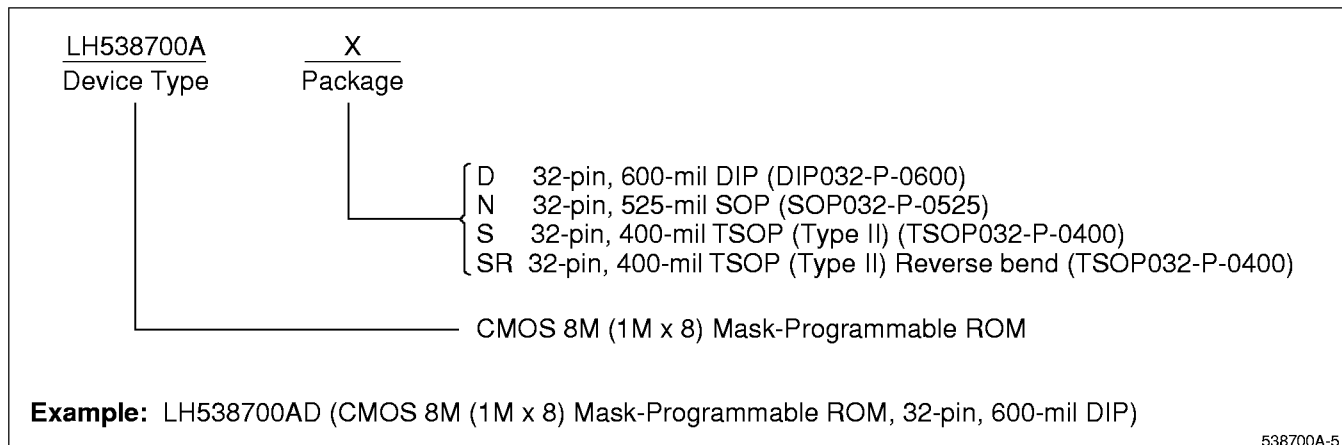 LH538700A X
Device Type Package
D 32-pin, 600-mil DIP (DIP032-P-0600)
N 32-pin, 525-mil SOP (SOP032-P-0525)
S 32-pin, 400-mil TSOP (Type II) (TSOP032-P-0400)
SR 32-pin, 400-mil TSOP (Type II) Reverse bend (TSOP032-P-0400)
CMOS 8M (1M x 8) Mask-Programmable ROM
Example: LH538700AD (CMOS 8M (1M x 8) Mask-Programmable ROM, 32-pin, 600-mil DIP)
538700A-5